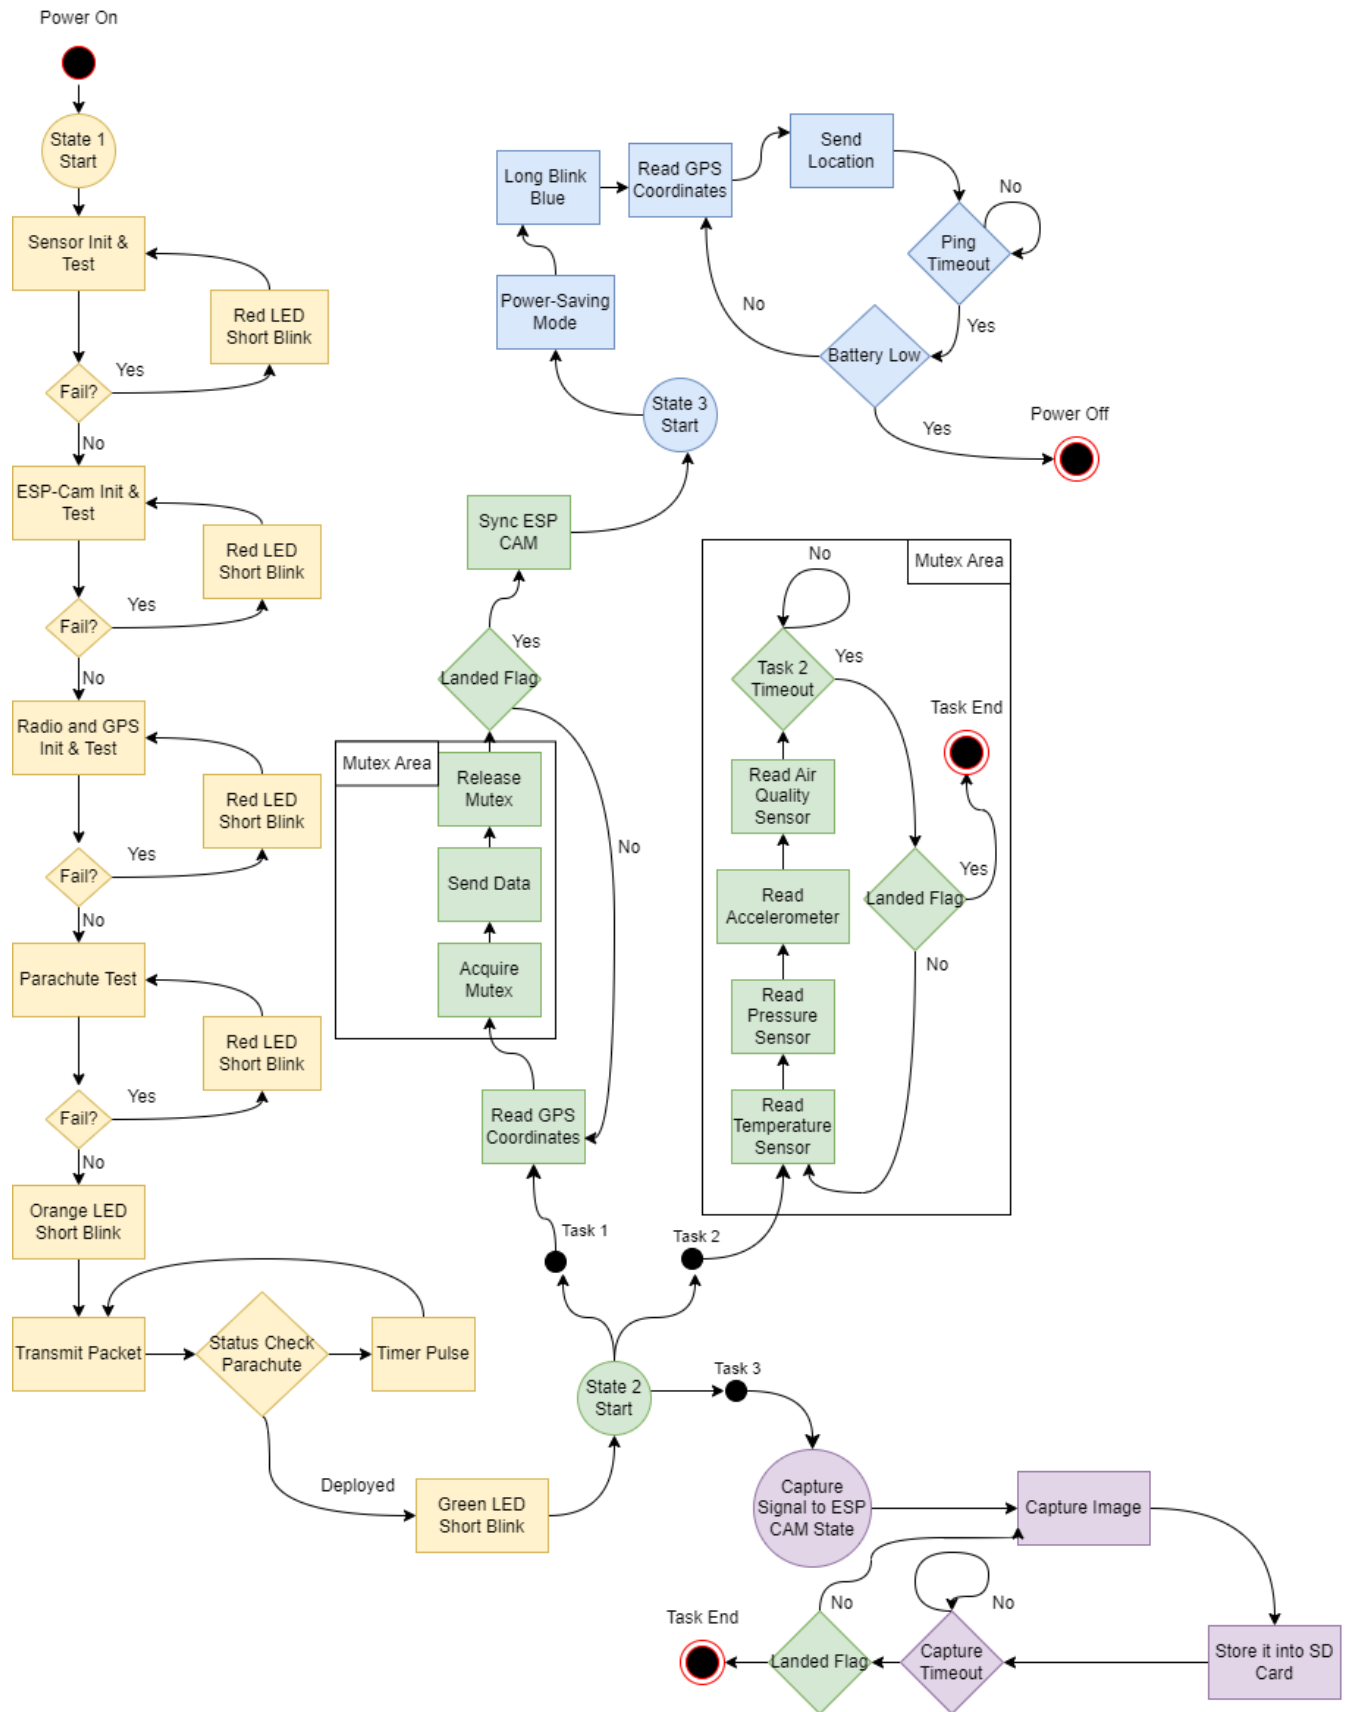 Power On
State 1
Start
Sensor Init &
Test
Red LED
Short Blink
Yes
Fail?
No
ESP-Cam Init &
Test
Red LED
Short Blink
Yes
Fail?
No
Radio and GPS
Init & Test
Red LED
Short Blink
Yes
Fail?
No
Parachute Test
Red LED
Short Blink
Yes
Fail?
No
Orange LED
Short Blink
Transmit Packet
Status Check
Parachute
Timer Pulse
Deployed
Green LED
Short Blink
State 2
Start
Task 1
Read GPS
Coordinates
Mutex Area
Acquire
Mutex
Send Data
Release
Mutex
Landed Flag
Yes
No
Sync ESP
CAM
State 3
Start
Power-Saving
Mode
Long Blink
Blue
Read GPS
Coordinates
Send
Location
No
Ping
Timeout
Yes
Battery Low
No
Yes
Power Off
Task 2
Mutex Area
Read
Temperature
Sensor
Read
Pressure
Sensor
Read
Accelerometer
Read Air
Quality
Sensor
Task 2
Timeout
No
Yes
Landed Flag
Yes
No
Task End
Task 3
Capture
Signal to ESP
CAM State
Capture Image
Store it into SD
Card
Capture
Timeout
No
Landed Flag
No
Task End